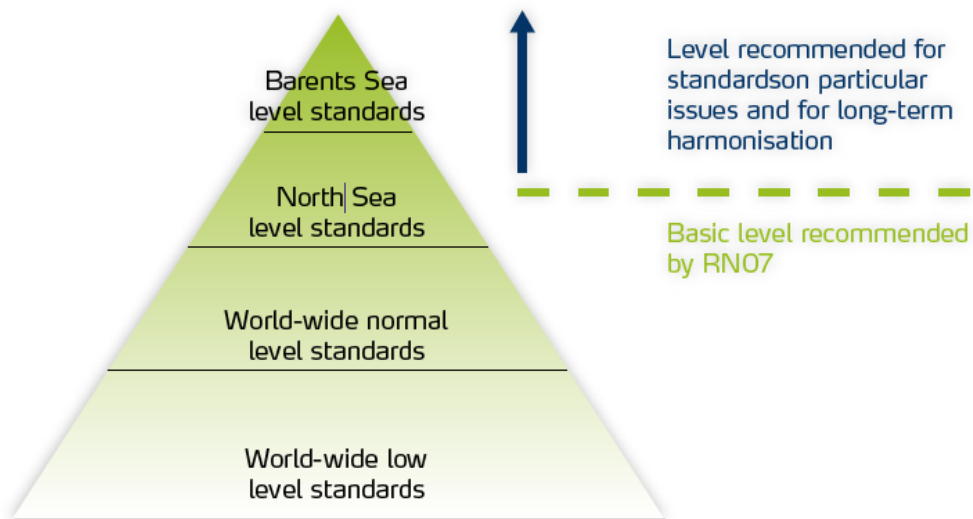 Barents Sea
level standards
North Sea
level standards
World-wide normal
level standards
World-wide low
level standards
Level recommended for
standardson particular
issues and for long-term
harmonisation
Basic level recommended
by RN07